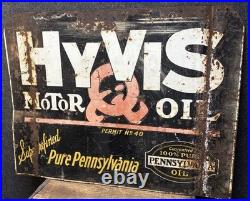 HYVIS
MOTOR OIL
PERMIT No 40
Superfined
Pure Pennsylvania
Guaranteed
100% PURE
PENNSYLVANIA
OIL